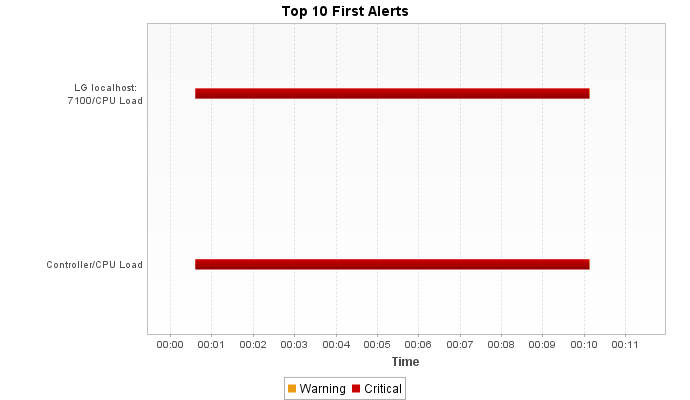 Top 10 First Alerts
LG localhost:
7100/CPU Load
Controller/CPU Load
00:00 00:01 00:02 00:03 00:04 00:05 00:06 00:07 00:08 00:09 00:10 00:11
Time
Warning Critical